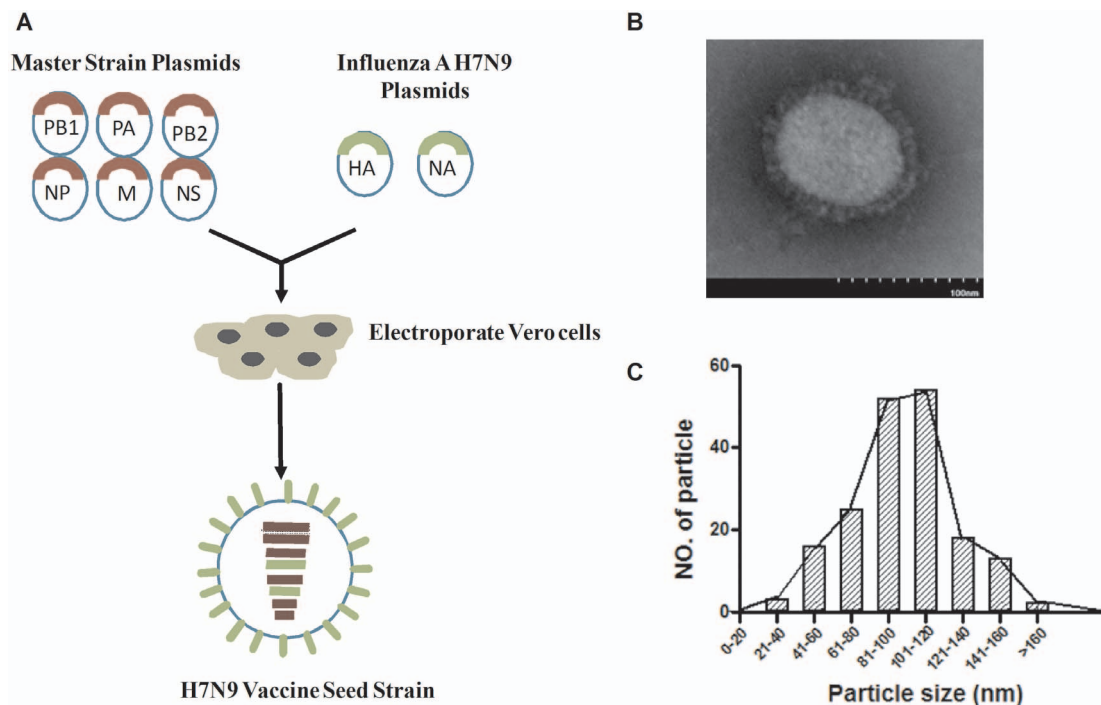 A
Master Strain Plasmids
Influenza A H7N9
Plasmids
PB1 PA PB2
NP M NS
HA NA
Electroporate Vero cells
H7N9 Vaccine Seed Strain
B
100nm
C
NO. of particle
60
40
20
0
0-20 21-40 41-60 61-80 81-100 101-120 121-140 141-160 >160
Particle size (nm)